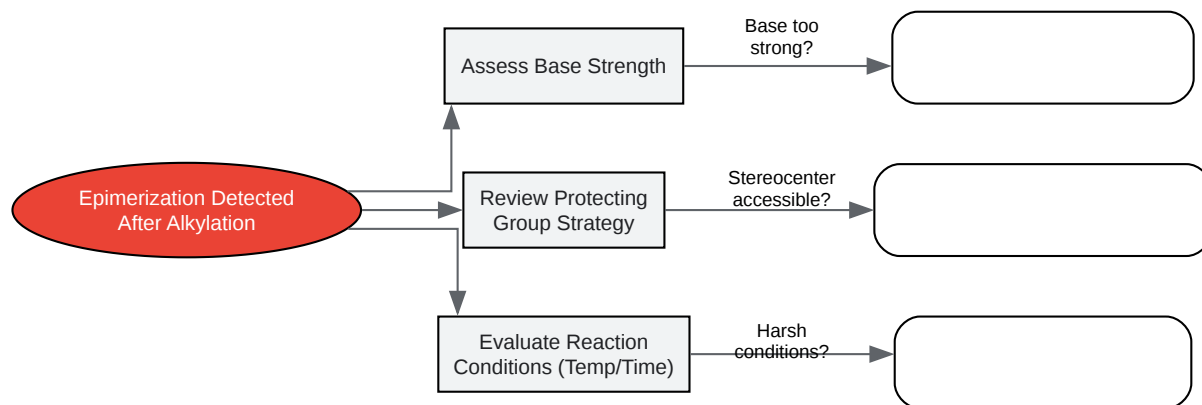 Epimerization Detected
After Alkylation
Assess Base Strength
Base too
strong?
Review Protecting
Group Strategy
Stereocenter
accessible?
Evaluate Reaction
Conditions (Temp/Time)
Harsh
conditions?